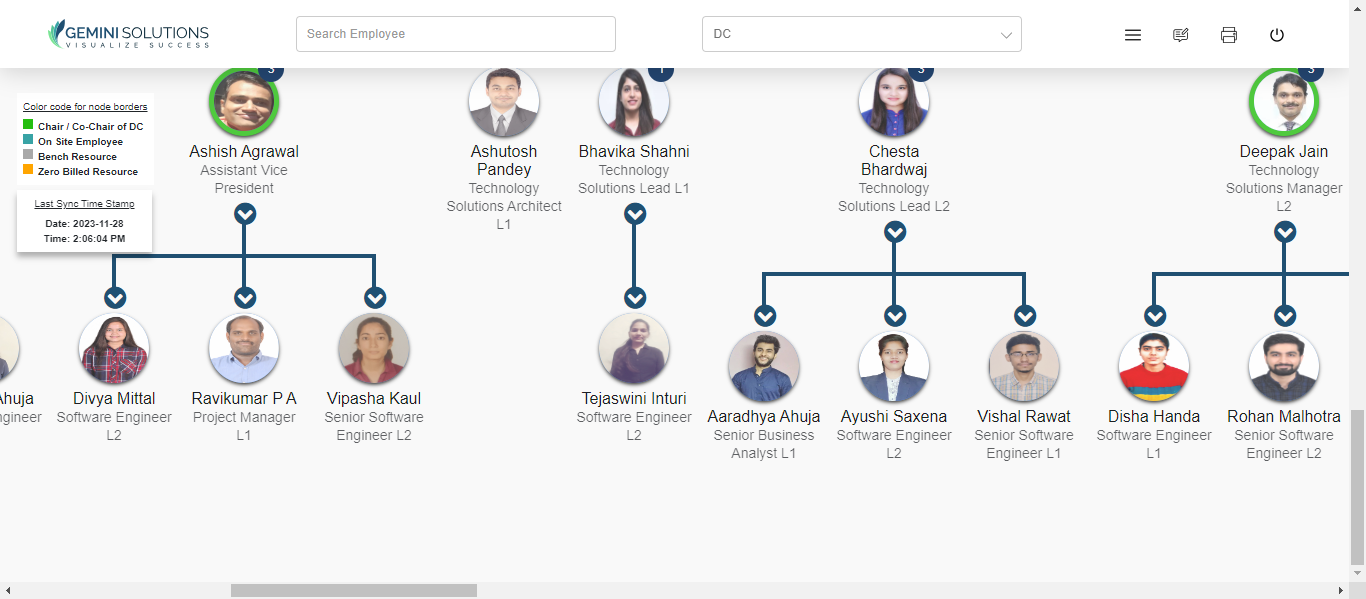 GEMINI SOLUTIONS
VISUALIZE SUCCESS
Search Employee
DC
3
1
3
3
Color code for node borders
Chair / Co-Chair of DC
On Site Employee
Bench Resource
Zero Billed Resource
Last Sync Time Stamp
Date: 2023-11-28
Time: 2:06:04 PM
Ashish Agrawal
Assistant Vice
President
Ashutosh
Pandey
Technology
Solutions Architect
L1
Bhavika Shahni
Technology
Solutions Lead L1
Chesta
Bhardwaj
Technology
Solutions Lead L2
Deepak Jain
Technology
Solutions Manager
L2
Ahuja
ngineer
Divya Mittal
Software Engineer
L2
Ravikumar P A
Project Manager
L1
Vipasha Kaul
Senior Software
Engineer L2
Tejaswini Inturi
Software Engineer
L2
Aaradhya Ahuja
Senior Business
Analyst L1
Ayushi Saxena
Software Engineer
L2
Vishal Rawat
Senior Software
Engineer L1
Disha Handa
Software Engineer
L1
Rohan Malhotra
Senior Software
Engineer L2